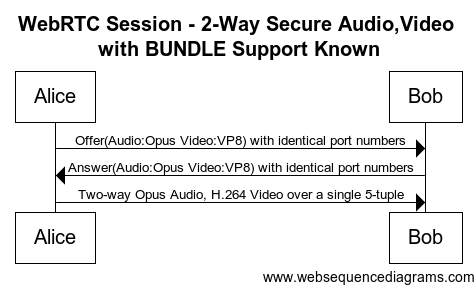 WebRTC Session - 2-Way Secure Audio,Video
with BUNDLE Support Known
Alice
Bob
Offer(Audio:Opus Video:VP8) with identical port numbers
Answer(Audio:Opus Video:VP8) with identical port numbers
Two-way Opus Audio, H.264 Video over a single 5-tuple
Alice
Bob
www.websequencediagrams.com